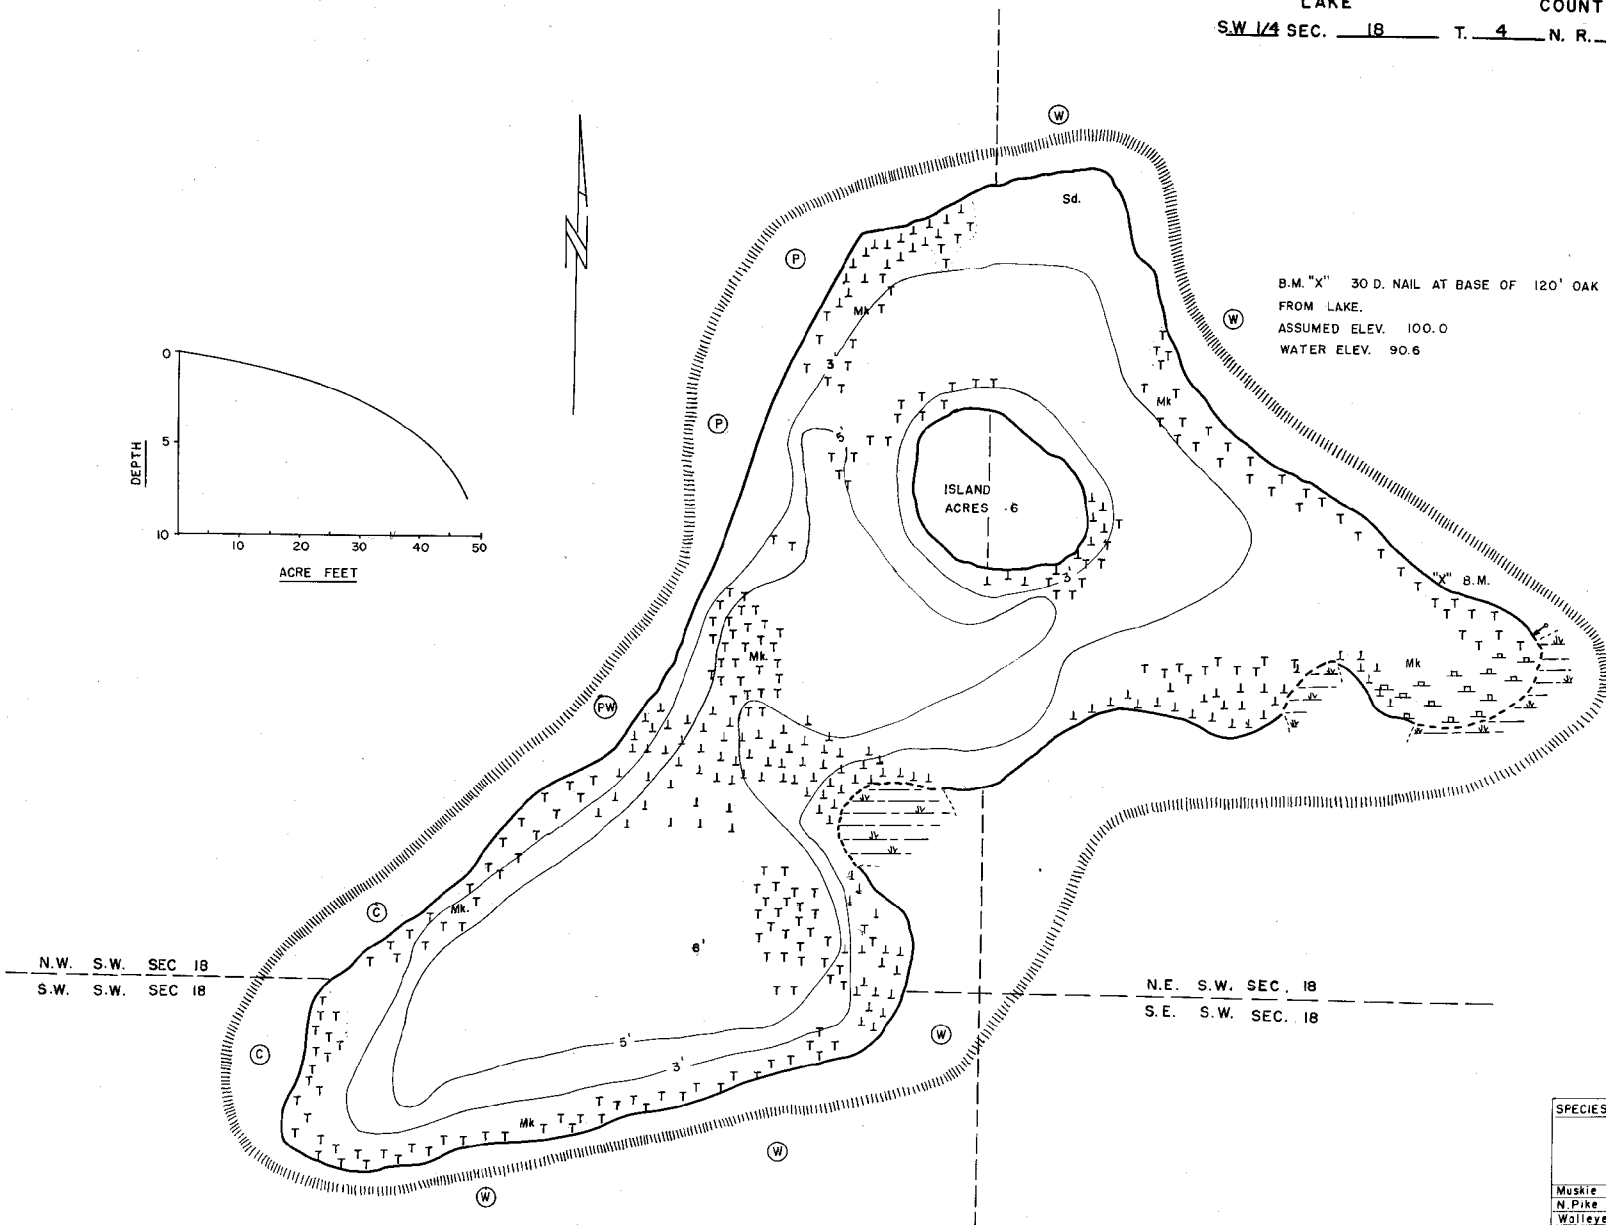 LAKE COUNT
S.W 1/4 SEC. 18 T. 4 N. R.
W
Sd.
P
B.M. "X" 30 D. NAIL AT BASE OF 120' OAK
FROM LAKE.
ASSUMED ELEV. 100.0
WATER ELEV. 90.6
W
Mk
3'
Mk
P
5'
0
5
10
DEPTH
10 20 30 40 50
ACRE FEET
ISLAND
ACRES .6
3'
"X" B.M.
Mk.
Mk
PW
C
Mk.
8'
N.W. S.W. SEC 18
S.W. S.W. SEC 18
N.E. S.W. SEC. 18
S.E. S.W. SEC. 18
C
W
5'
3'
Mk
W
W
SPECIES
Muskie
N.Pike
Walleye